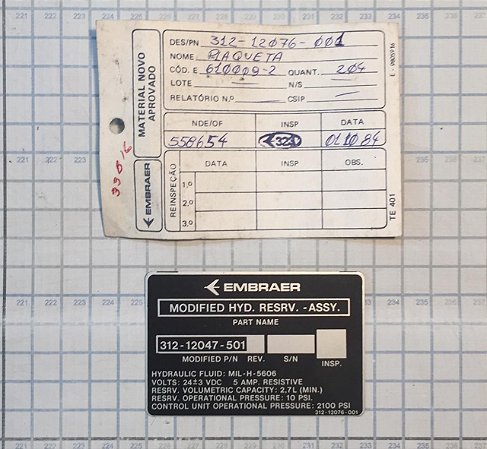 MATERIAL NOVO
APROVADO
EMBRAER
33816
DES/PN 312-12076-001
NOME PLAQUETA
CÓD. E 610009-2 QUANT. 204
LOTE — N/S —
RELATÓRIO N.º — CSIP —
NDE/OF INSP DATA
558654 324 01 10 84
REINSPEÇÃO
DATA INSP OBS.
1.º
2.º
3.º
TE 401
EMBRAER
MODIFIED HYD. RESRV. -ASSY.
PART NAME
312-12047-501
MODIFIED P/N REV. S/N INSP.
HYDRAULIC FLUID: MIL-H-5606
VOLTS: 24±3 VDC 5 AMP. RESISTIVE
RESRV. VOLUMETRIC CAPACITY: 2,7L (MIN.)
RESRV. OPERATIONAL PRESSURE: 10 PSI.
CONTROL UNIT OPERATIONAL PRESSURE: 2100 PSI
312-12076-001